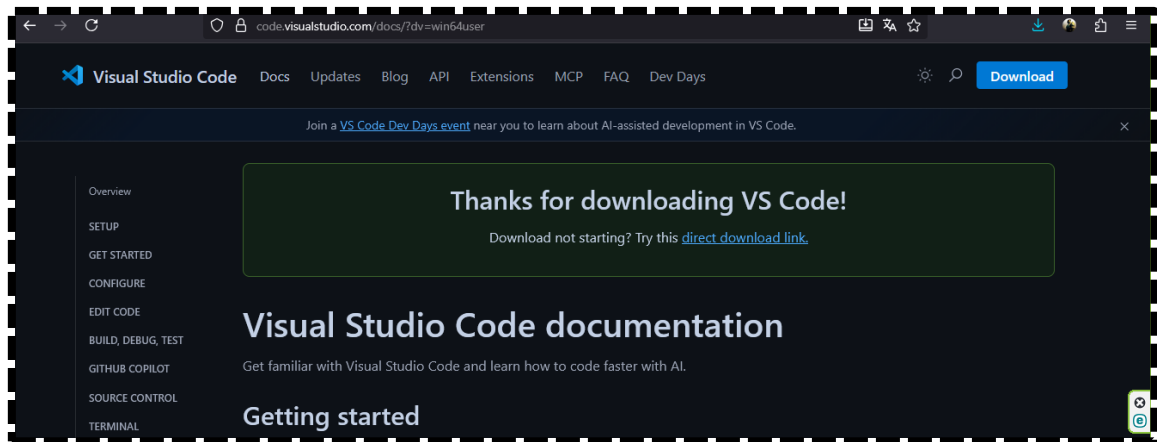 code.visualstudio.com/docs/?dv=win64user
Visual Studio Code Docs Updates Blog API Extensions MCP FAQ Dev Days Download
Join a VS Code Dev Days event near you to learn about AI-assisted development in VS Code.
Overview
SETUP
GET STARTED
CONFIGURE
EDIT CODE
BUILD, DEBUG, TEST
GITHUB COPILOT
SOURCE CONTROL
TERMINAL
Thanks for downloading VS Code!
Download not starting? Try this direct download link.
Visual Studio Code documentation
Get familiar with Visual Studio Code and learn how to code faster with AI.
Getting started